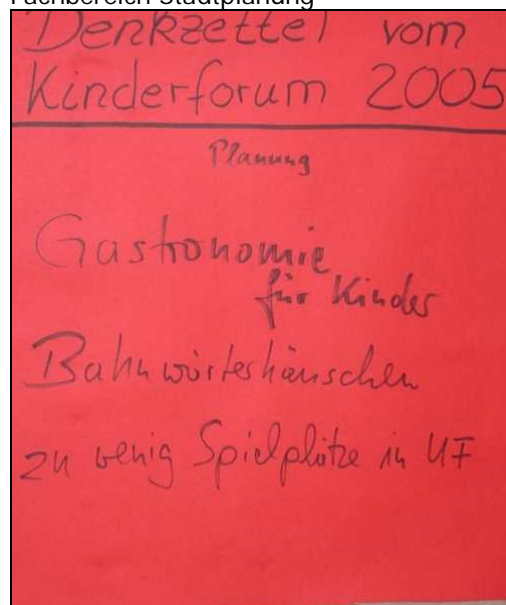 Fachbereich Stadtplanung
Denkzettel vom
Kinderforum 2005
Planung
Gastronomie
für Kinder
Bahnwärterhäuschen
zu wenig Spielplätze in UF